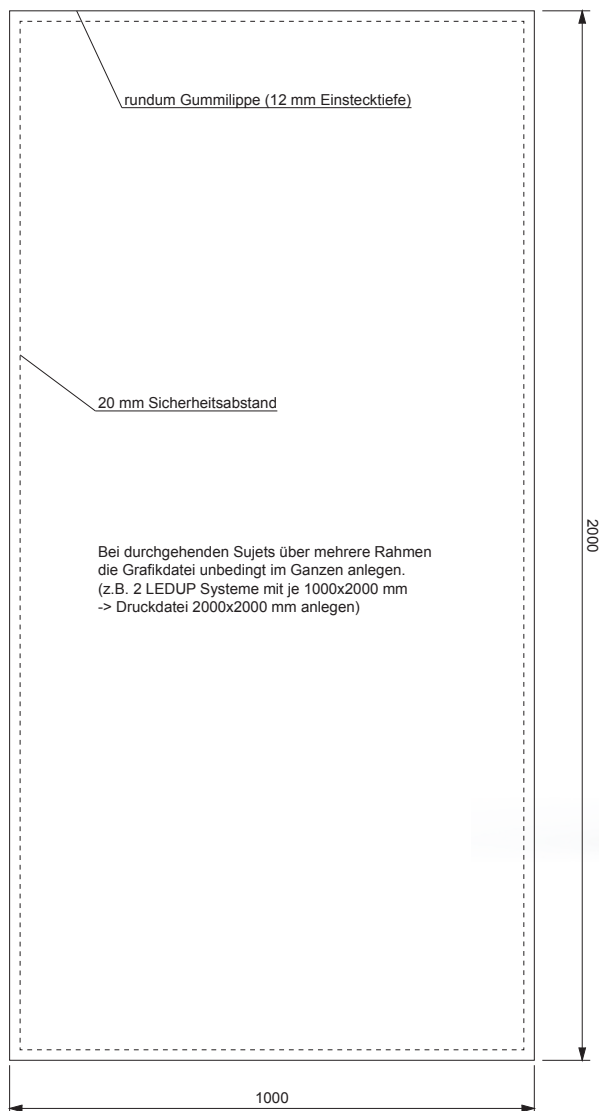 rundum Gummilippe (12 mm Einstecktiefe)
20 mm Sicherheitsabstand
2000
Bei durchgehenden Sujets über mehrere Rahmen
die Grafikdatei unbedingt im Ganzen anlegen.
(z.B. 2 LEDUP Systeme mit je 1000x2000 mm
-> Druckdatei 2000x2000 mm anlegen)
1000